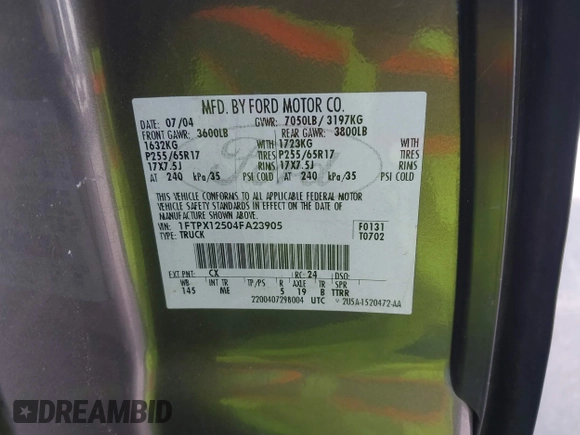 MFD. BY FORD MOTOR CO.
DATE: 07/04 GVWR: 7050LB/ 3197KG
FRONT GAWR: 3600LB REAR GAWR: 3800LB
1632KG WITH 1723KG WITH
P255/65R17 TIRES P255/65R17 TIRES
17X7.5J RIMS 17X7.5J RIMS
AT 240 kPa/35 PSI COLD AT 240 kPa/35 PSI COLD
THIS VEHICLE CONFORMS TO ALL APPLICABLE FEDERAL MOTOR
VEHICLE SAFETY STANDARDS IN EFFECT ON THE DATE OF
MANUFACTURE SHOWN ABOVE.
VIN: 1FTPX12504FA23905 F0131
TYPE: TRUCK T0702
EXT PNT: CX RC: 24 DSO:
WB INT TR TP/PS R AXLE TR SPR
145 ME 5 19 B TTRR
220040729B004 UTC 2U5A-1520472-AA
Ford
DREAMBID